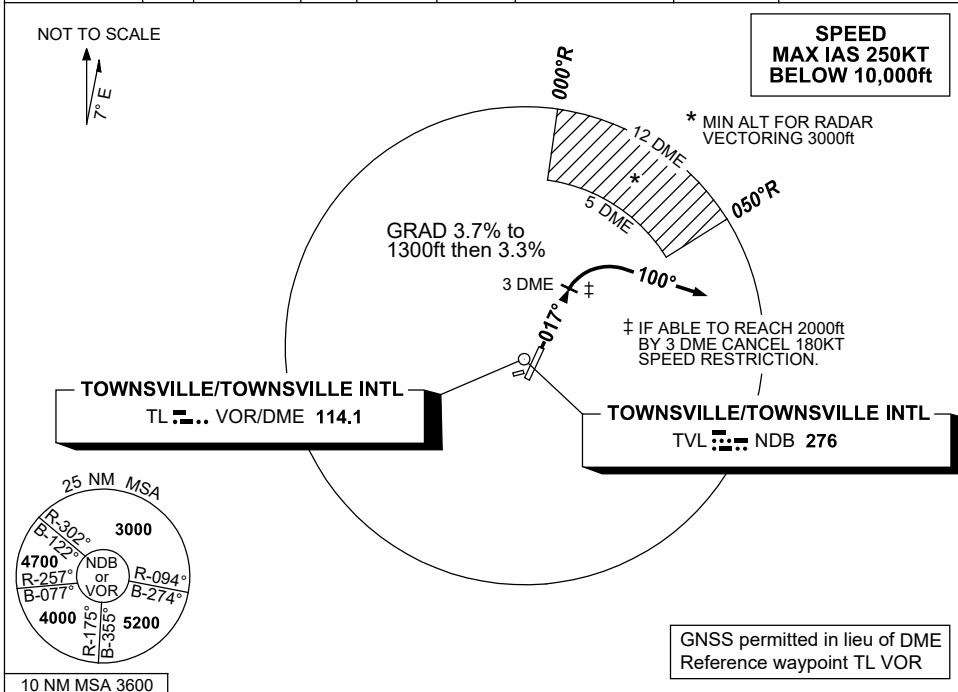 NOT TO SCALE
7° E
SPEED
MAX IAS 250KT
BELOW 10,000ft
000°R
* MIN ALT FOR RADAR
VECTORING 3000ft
12 DME
*
5 DME
050°R
GRAD 3.7% to
1300ft then 3.3%
3 DME
‡
100°
017°
‡ IF ABLE TO REACH 2000ft
BY 3 DME CANCEL 180KT
SPEED RESTRICTION.
TOWNSVILLE/TOWNSVILLE INTL
TL VOR/DME 114.1
TOWNSVILLE/TOWNSVILLE INTL
TVL NDB 276
25 NM MSA
R-302°
B-122°
3000
4700
NDB
or
VOR
R-257°
B-077°
R-094°
B-274°
4000
R-175°
B-355°
5200
10 NM MSA 3600
GNSS permitted in lieu of DME
Reference waypoint TL VOR